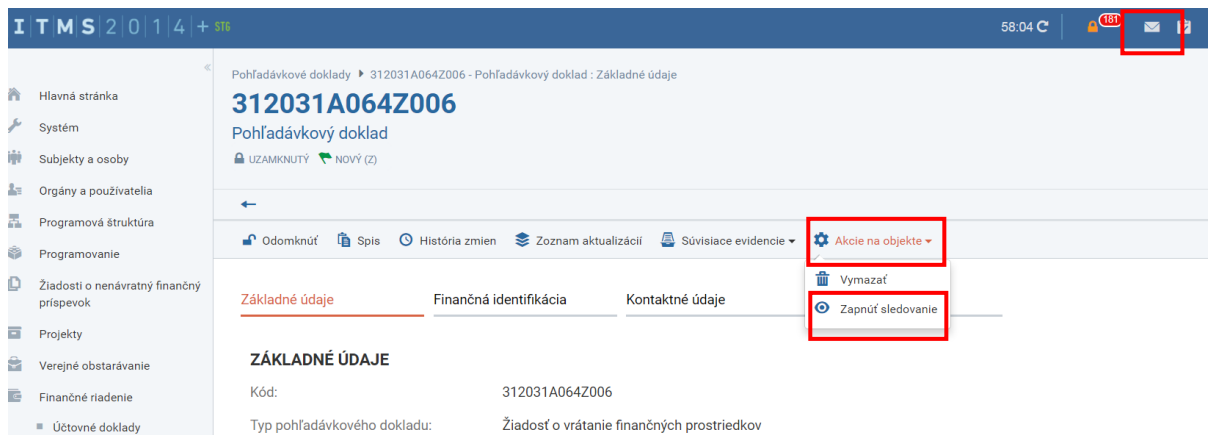 ITMS2014+ STG
58:04
181
Pohľadávkové doklady 312031A064Z006 - Pohľadávkový doklad : Základné údaje
312031A064Z006
Pohľadávkový doklad
UZAMKNUTÝ NOVÝ (Z)
Hlavná stránka
Systém
Subjekty a osoby
Orgány a používatelia
Programová štruktúra
Programovanie
Žiadosti o nenávratný finančný
príspevok
Projekty
Verejné obstarávanie
Finančné riadenie
Účtovné doklady
Odomknúť Spis História zmien Zoznam aktualizácií Súvisiace evidencie Akcie na objekte
Vymazať
Zapnúť sledovanie
Základné údaje Finančná identifikácia Kontaktné údaje
ZÁKLADNÉ ÚDAJE
Kód: 312031A064Z006
Typ pohľadávkového dokladu: Žiadosť o vrátanie finančných prostriedkov